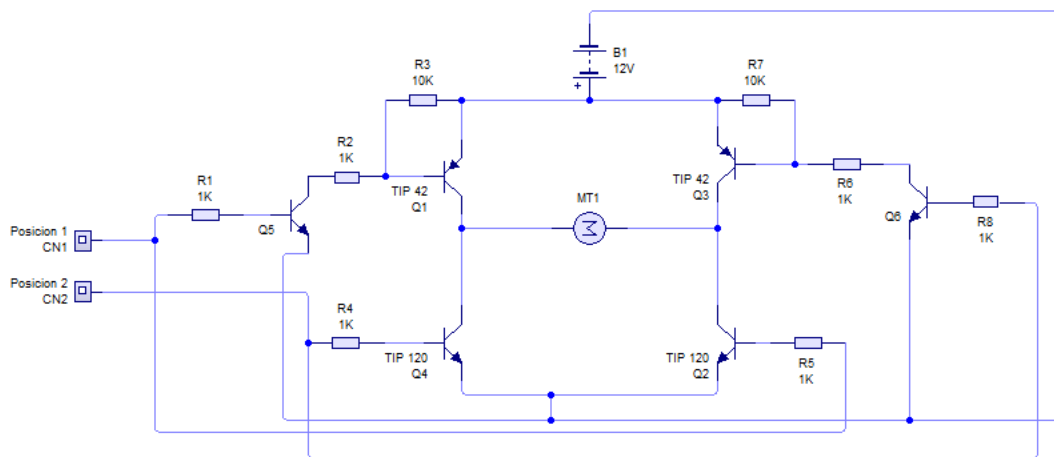 B1
12V
R3
10K
R7
10K
+
R2
1K
TIP 42
Q1
TIP 42
Q3
R6
1K
R1
1K
Q5
MT1
Q6
R8
1K
Posicion 1
CN1
Posicion 2
CN2
R4
1K
TIP 120
Q4
TIP 120
Q2
R5
1K